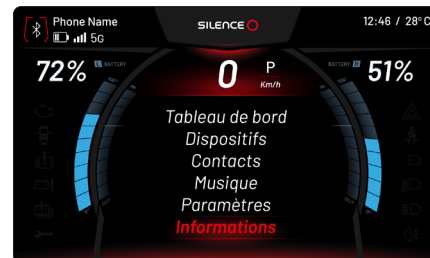 Phone Name
5G
SILENCE
12:46 / 28°C
72%
L BATTERY
0
P
Km/h
BATTERY R
51%
Tableau de bord
Dispositifs
Contacts
Musique
Paramètres
Informations